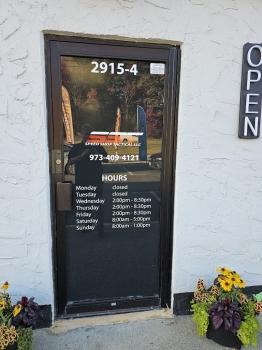 2915-4
SPEED SHOP TACTICAL LLC
973-409-4121
HOURS
Monday closed
Tuesday closed
Wednesday 2:00pm - 8:30pm
Thursday 2:00pm - 8:30pm
Friday 2:00pm - 8:30pm
Saturday 8:00am - 5:00pm
Sunday 8:00am - 1:00pm
OPEN